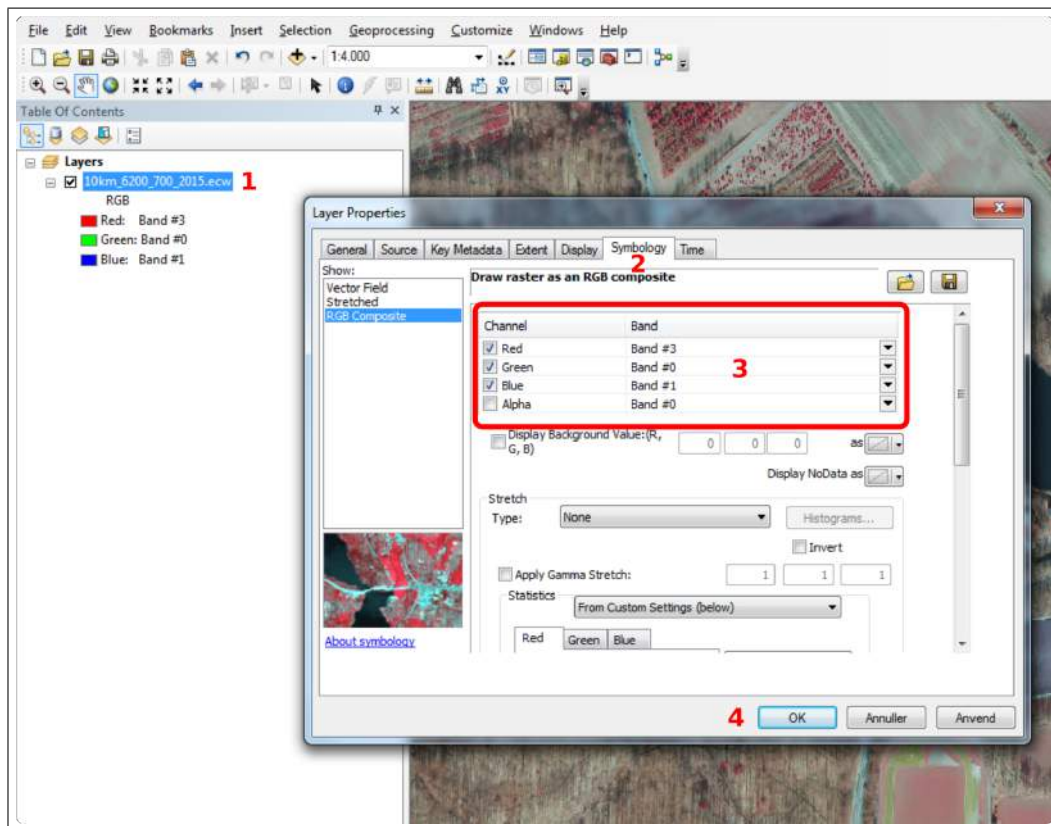 File Edit View Bookmarks Insert Selection Geoprocessing Customize Windows Help
1:4.000
Table Of Contents
Layers
10km_6200_700_2015.ecw 1
RGB
Red: Band #3
Green: Band #0
Blue: Band #1
Layer Properties
General Source Key Metadata Extent Display Symbology Time
2
Show:
Vector Field
Stretched
RGB Composite
About symbology
Draw raster as an RGB composite
Channel Band
Red Band #3
Green Band #0
Blue Band #1
Alpha Band #0
3
Display Background Value:(R, 0 0 0 as
G, B)
Display NoData as
Stretch
Type: None Histograms...
Invert
Apply Gamma Stretch: 1 1 1
Statistics
From Custom Settings (below)
Red Green Blue
4 OK Annuller Anvend